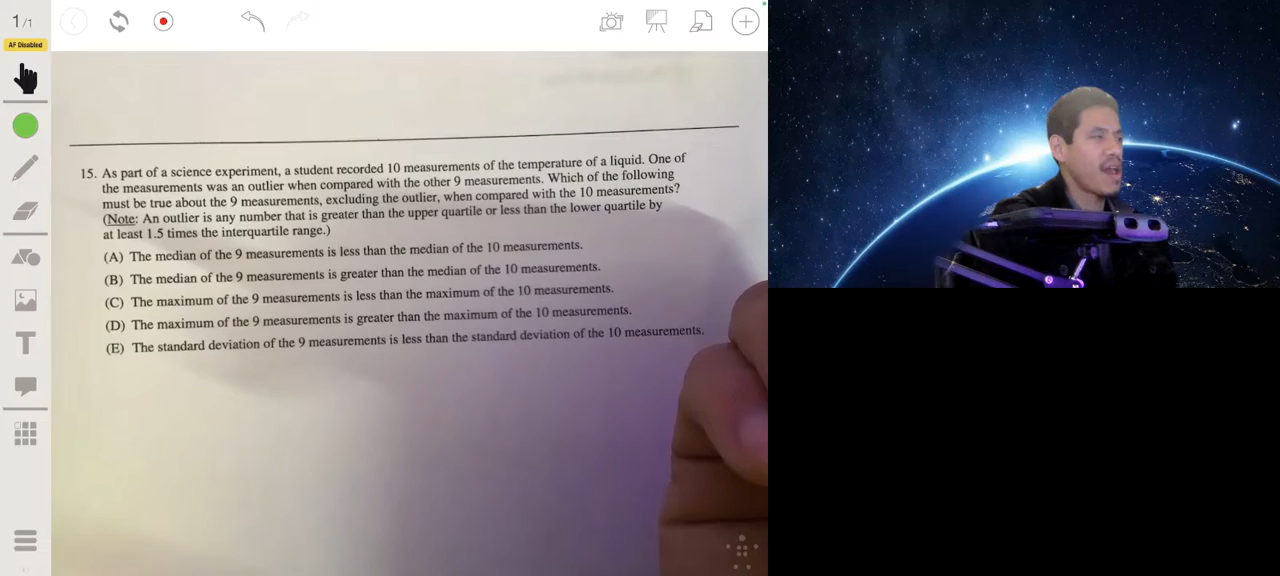 1/1
AF Disabled
T
15. As part of a science experiment, a student recorded 10 measurements of the temperature of a liquid. One of
the measurements was an outlier when compared with the other 9 measurements. Which of the following
must be true about the 9 measurements, excluding the outlier, when compared with the 10 measurements?
(Note: An outlier is any number that is greater than the upper quartile or less than the lower quartile by
at least 1.5 times the interquartile range.)
(A) The median of the 9 measurements is less than the median of the 10 measurements.
(B) The median of the 9 measurements is greater than the median of the 10 measurements.
(C) The maximum of the 9 measurements is less than the maximum of the 10 measurements.
(D) The maximum of the 9 measurements is greater than the maximum of the 10 measurements.
(E) The standard deviation of the 9 measurements is less than the standard deviation of the 10 measurements.